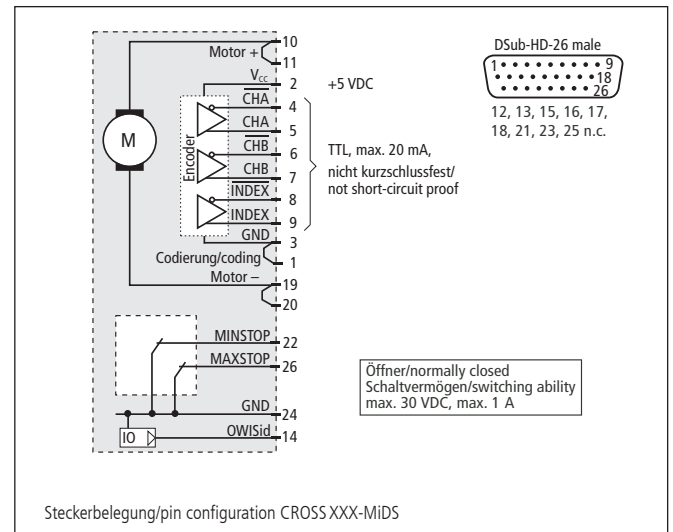 10
Motor +
11
Vcc
2
+5 VDC
CHA
4
CHA
5
CHB
6
CHB
7
INDEX
8
INDEX
9
GND
3
Codierung/coding
1
Motor –
19
20
M
Encoder
TTL, max. 20 mA,
nicht kurzschlussfest/
not short-circuit proof
DSub-HD-26 male
1 9
18
26
12, 13, 15, 16, 17,
18, 21, 23, 25 n.c.
MINSTOP
22
MAXSTOP
26
GND
24
OWISid
14
IO
Öffner/normally closed
Schaltvermögen/switching ability
max. 30 VDC, max. 1 A
Steckerbelegung/pin configuration CROSS XXX-MiDS